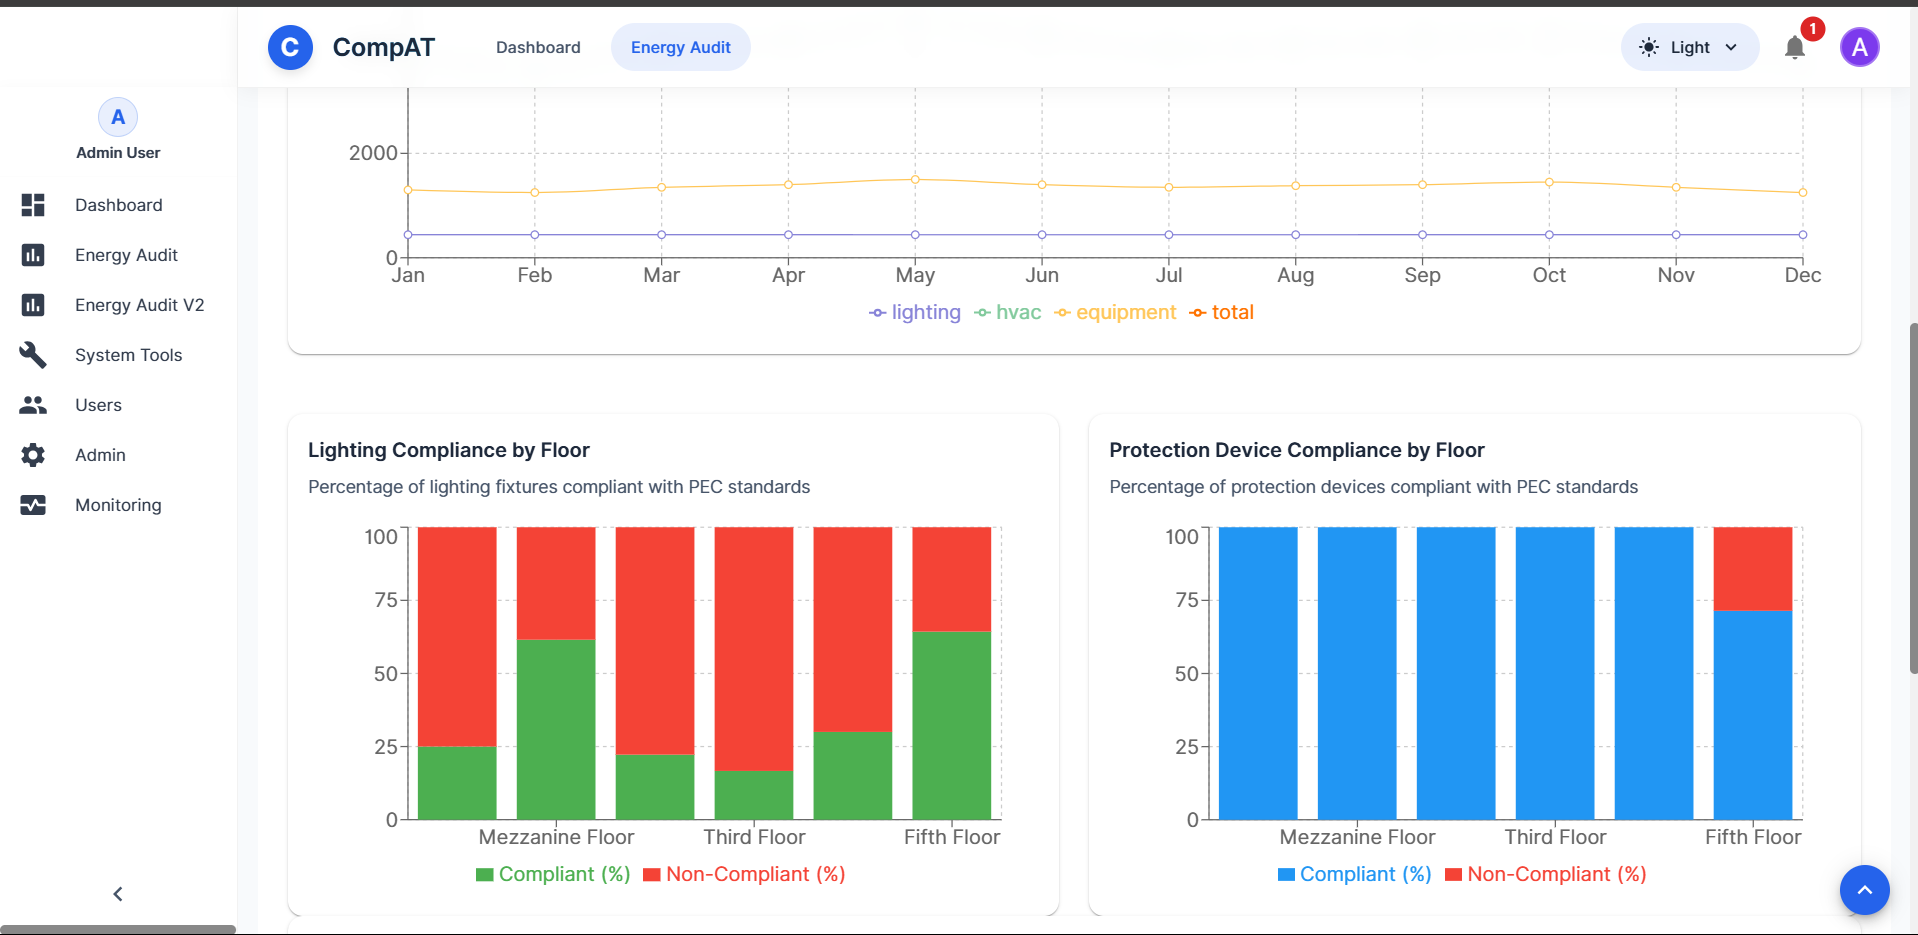 C CompAT Dashboard Energy Audit Light 1 A
A
Admin User
Dashboard
Energy Audit
Energy Audit V2
System Tools
Users
Admin
Monitoring
2000
0
Jan Feb Mar Apr May Jun Jul Aug Sep Oct Nov Dec
lighting hvac equipment total
Lighting Compliance by Floor
Percentage of lighting fixtures compliant with PEC standards
100
75
50
25
0
Mezzanine Floor Third Floor Fifth Floor
Compliant (%) Non-Compliant (%)
Protection Device Compliance by Floor
Percentage of protection devices compliant with PEC standards
100
75
50
25
0
Mezzanine Floor Third Floor Fifth Floor
Compliant (%) Non-Compliant (%)